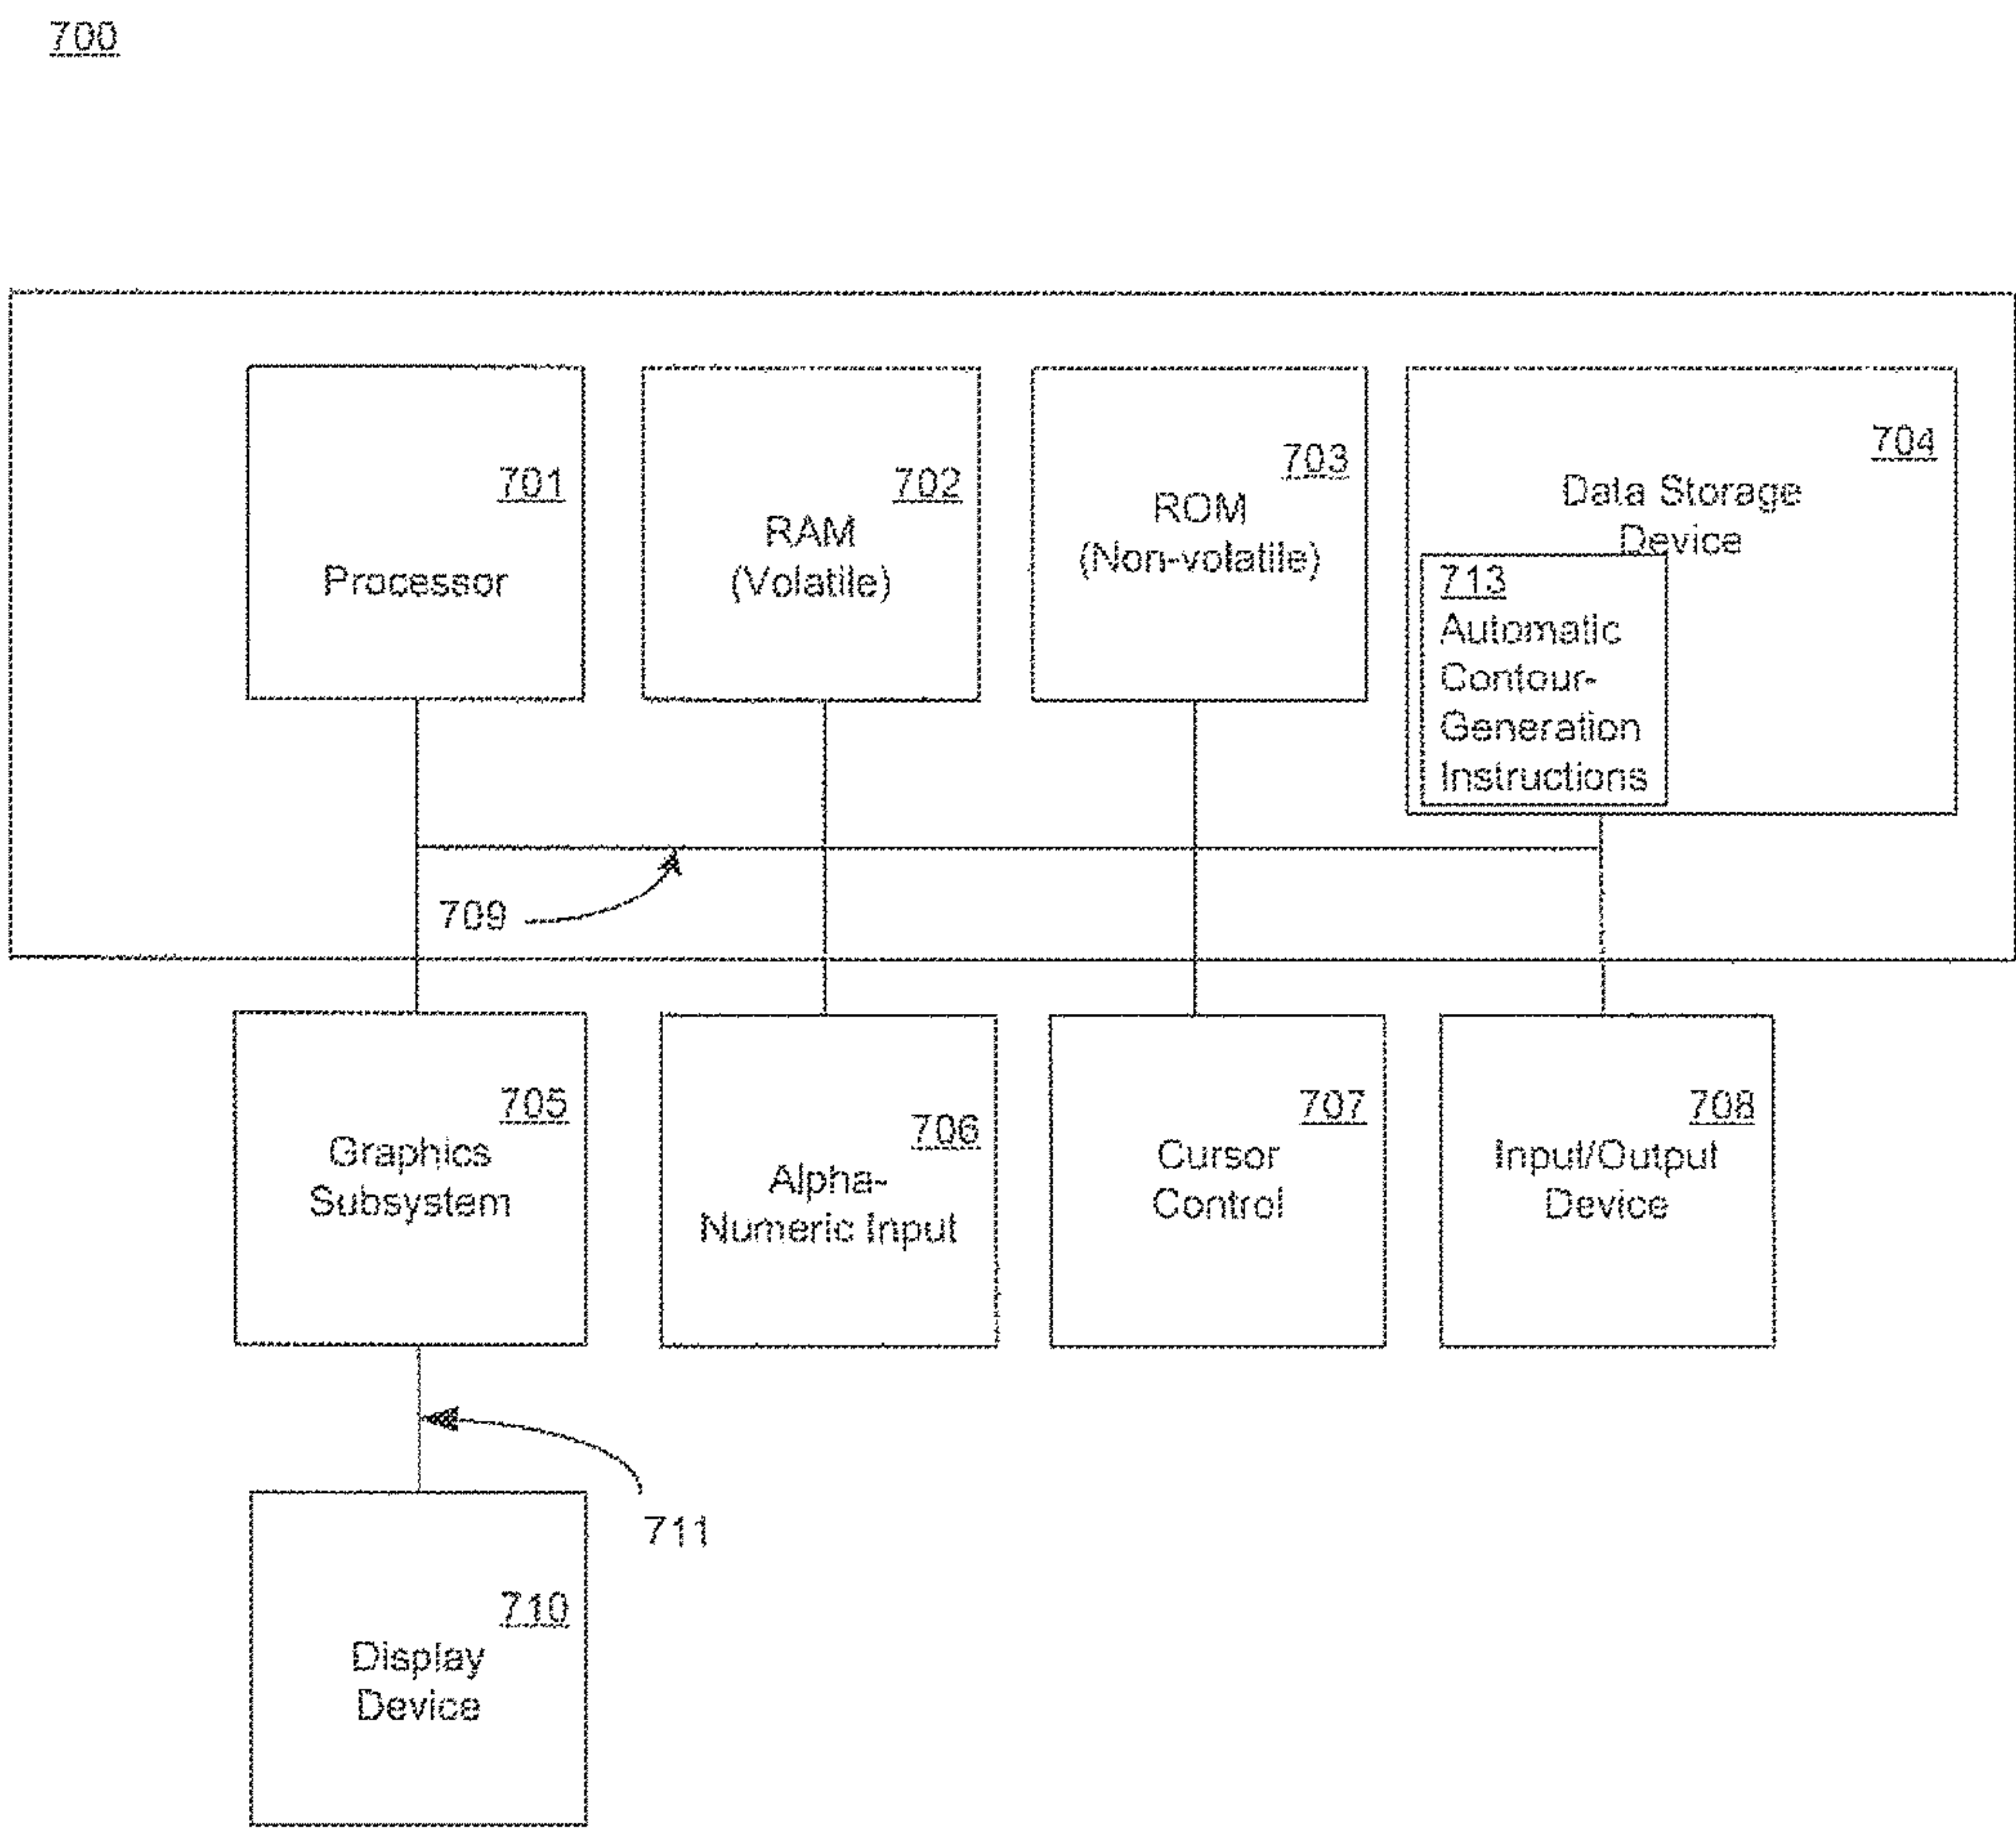 700
701
Processor
702
RAM
(Volatile)
703
ROM
(Non-volatile)
704
Data Storage
Device
713
Automatic
Contour-
Generation
Instructions
709
705
Graphics
Subsystem
706
Alpha-
Numeric Input
707
Cursor
Control
708
Input/Output
Device
711
710
Display
Device